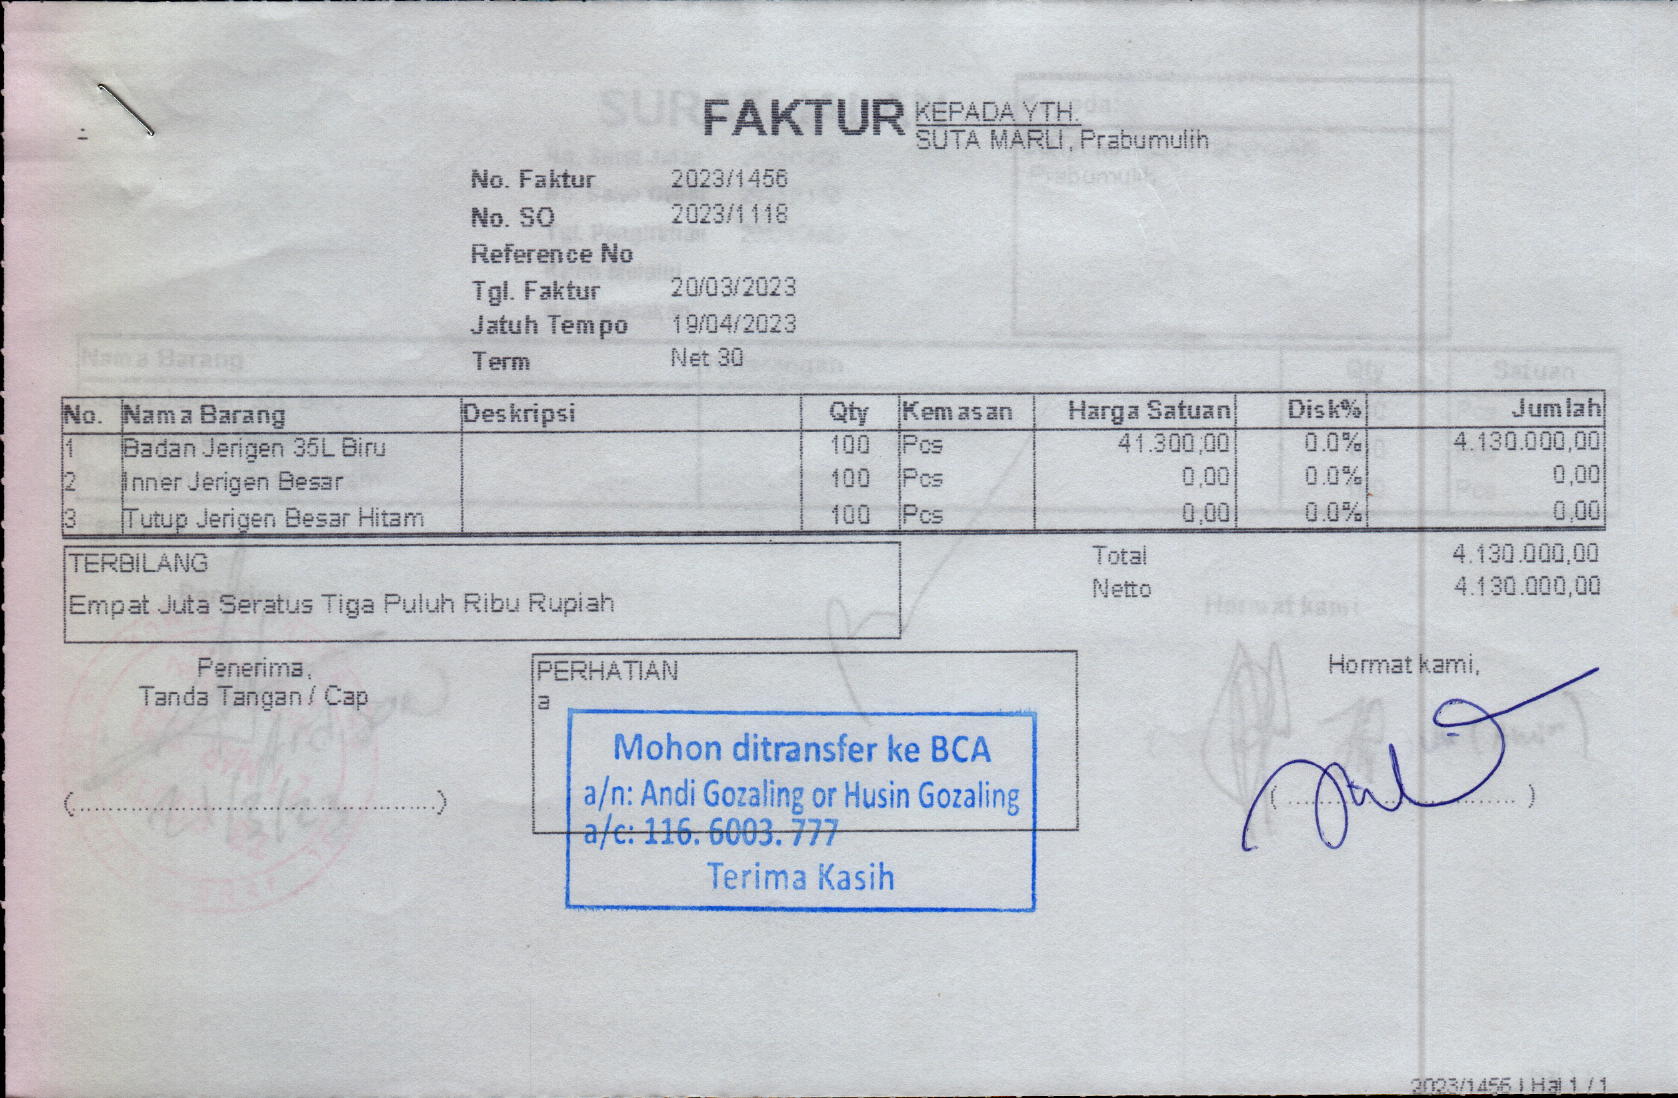 FAKTUR
KEPADA YTH.
SUTA MARLI, Prabumulih
No. Faktur 2023/1456
No. SO 2023/1118
Reference No
Tgl. Faktur 20/03/2023
Jatuh Tempo 19/04/2023
Term Net 30
No. Nama Barang Deskripsi Qty Kemasan Harga Satuan Disk% Jumlah
1 Badan Jerigen 35L Biru 100 Pcs 41.300,00 0.0% 4.130.000,00
2 Inner Jerigen Besar 100 Pcs 0,00 0.0% 0,00
3 Tutup Jerigen Besar Hitam 100 Pcs 0,00 0.0% 0,00
TERBILANG
Empat Juta Seratus Tiga Puluh Ribu Rupiah
Total 4.130.000,00
Netto 4.130.000,00
Penerima,
Tanda Tangan / Cap
(................................................)
PERHATIAN
a
Mohon ditransfer ke BCA
a/n: Andi Gozaling or Husin Gozaling
a/c: 116. 6003. 777
Terima Kasih
Hormat kami,
( ................................ )
2023/1456 | Hal 1 / 1